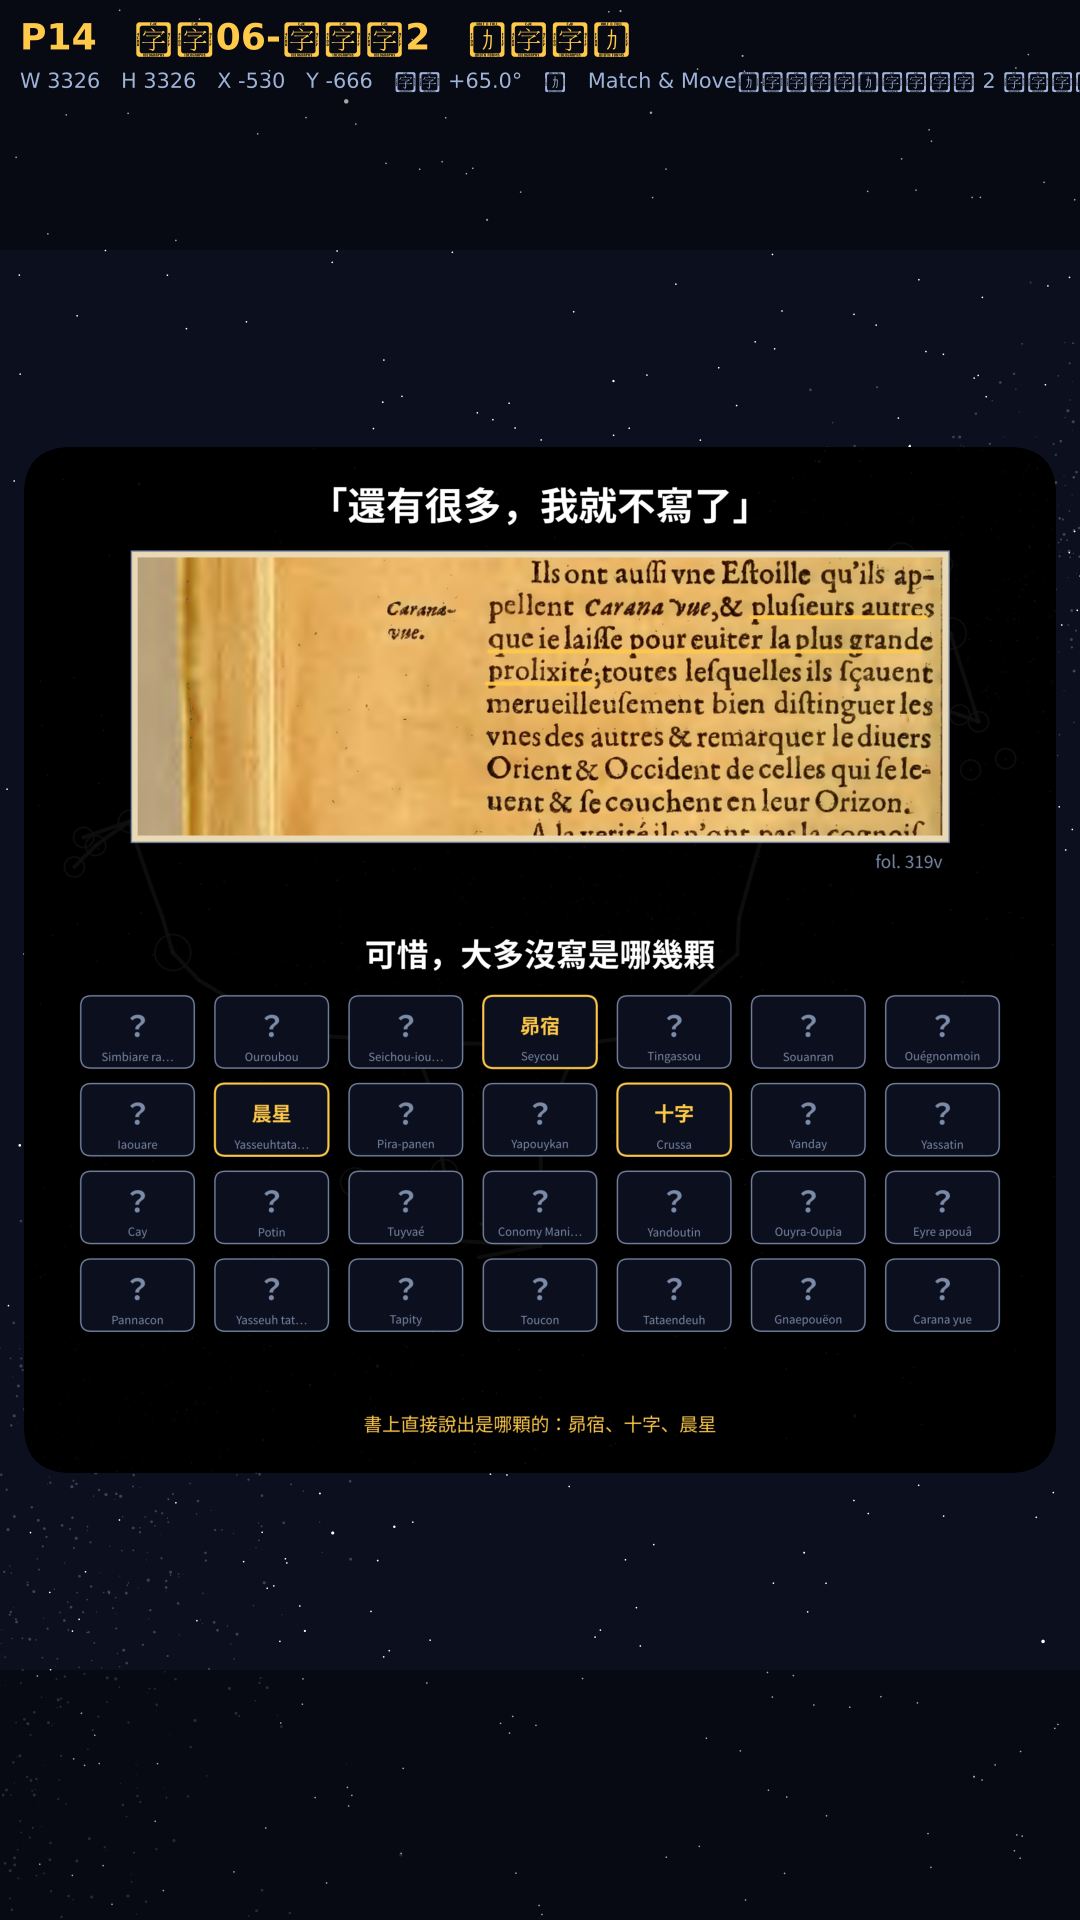 P14 06-2
W 3326 H 3326 X -530 Y -666 +65.0° Match & Move 2
「還有很多，我就不寫了」
Ils ont auſſi vne Eſtoille qu'ils ap-
Carana-
vue.
pellent Carana vue, & pluſieurs autres
que ie laiſſe pour euiter la plus grande
prolixité; toutes leſquelles ils ſçauent
merueilleuſement bien diſtinguer les
vnes des autres & remarquer le diuers
Orient & Occident de celles qui ſe le-
uent & ſe couchent en leur Orizon.
A la verité ils n'ont pas la cognoiſ
fol. 319v
可惜，大多沒寫是哪幾顆
? ? ? 昴宿 ? ? ?
Simbiare ra… Ouroubou Seichou-iou… Seycou Tingassou Souanran Ouégnonmoin
? 晨星 ? ? 十字 ? ?
Iaouare Yasseuhtata… Pira-panen Yapouykan Crussa Yanday Yassatin
? ? ? ? ? ? ?
Cay Potin Tuyvaé Conomy Mani… Yandoutin Ouyra-Oupia Eyre apouâ
? ? ? ? ? ? ?
Pannacon Yasseuh tat… Tapity Toucon Tataendeuh Gnaepouëon Carana yue
書上直接說出是哪顆的：昴宿、十字、晨星